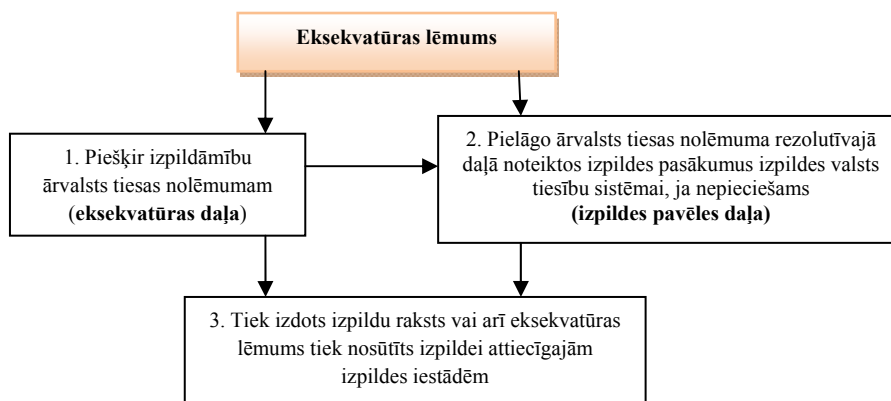 Eksekvatūras lēmums
1. Piešķir izpildāmību
ārvalsts tiesas nolēmumam
(eksekvatūras daļa)
2. Pielāgo ārvalsts tiesas nolēmuma rezolutīvajā
daļā noteiktos izpildes pasākumus izpildes valsts
tiesību sistēmai, ja nepieciešams
(izpildes pavēles daļa)
3. Tiek izdots izpildu raksts vai arī eksekvatūras
lēmums tiek nosūtīts izpildei attiecīgajām
izpildes iestādēm